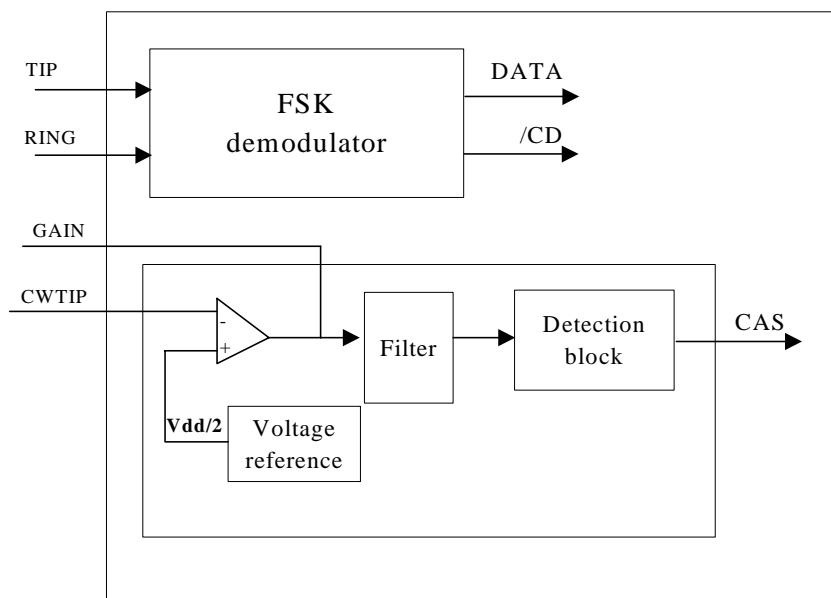 TIP
RING
FSK
demodulator
DATA
/CD
GAIN
CWTIP
-
+
Filter
Detection
block
CAS
Vdd/2
Voltage
reference